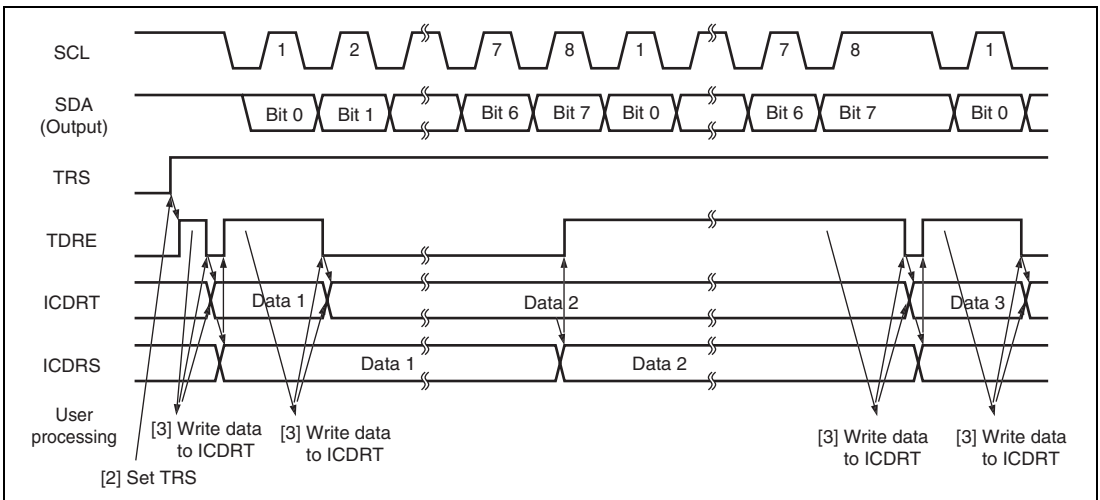 SCL
1 2 7 8 1 7 8 1
SDA
(Output)
Bit 0 Bit 1 Bit 6 Bit 7 Bit 0 Bit 6 Bit 7 Bit 0
TRS
TDRE
ICDRT
Data 1 Data 2 Data 3
ICDRS
Data 1 Data 2
User
processing
[3] Write data
to ICDRT
[3] Write data
to ICDRT
[3] Write data
to ICDRT
[3] Write data
to ICDRT
[2] Set TRS